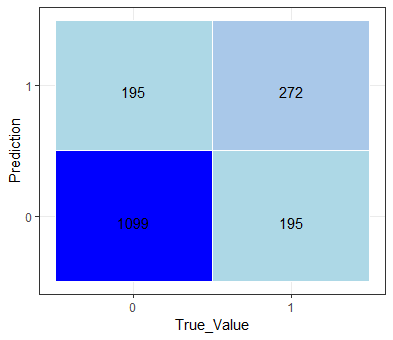 195 272
1
Prediction
1099 195
0
0 1
True_Value